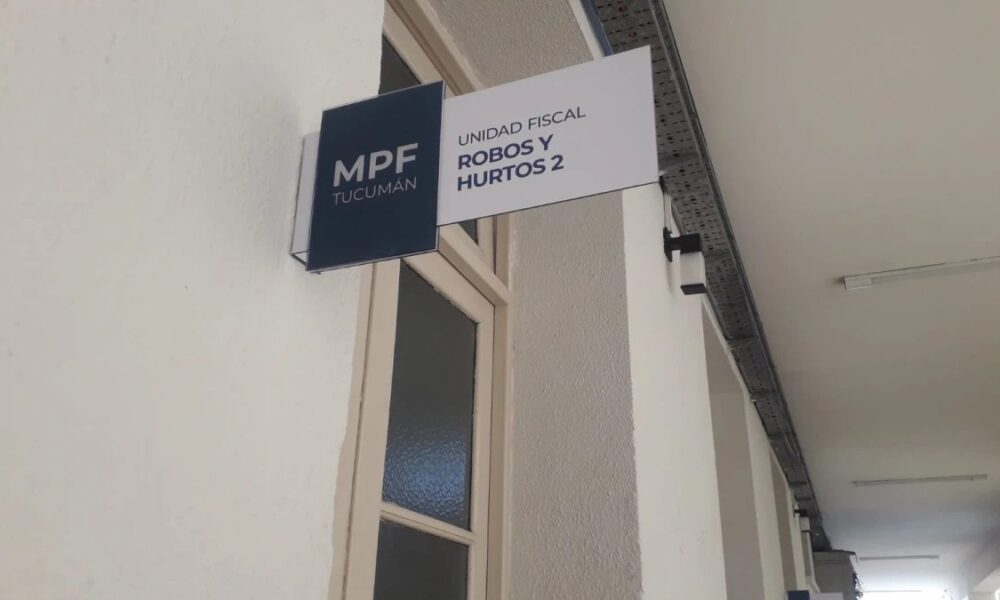 MPF
TUCUMÁN
UNIDAD FISCAL
ROBOS Y
HURTOS 2